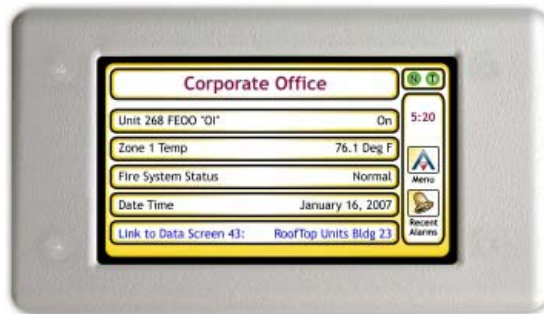 Corporate Office
N T
Unit 268 FEOO "OI" On
5:20
Zone 1 Temp 76.1 Deg F
Menu
Fire System Status Normal
Date Time January 16, 2007
Recent
Alarms
Link to Data Screen 43: RoofTop Units Bldg 23